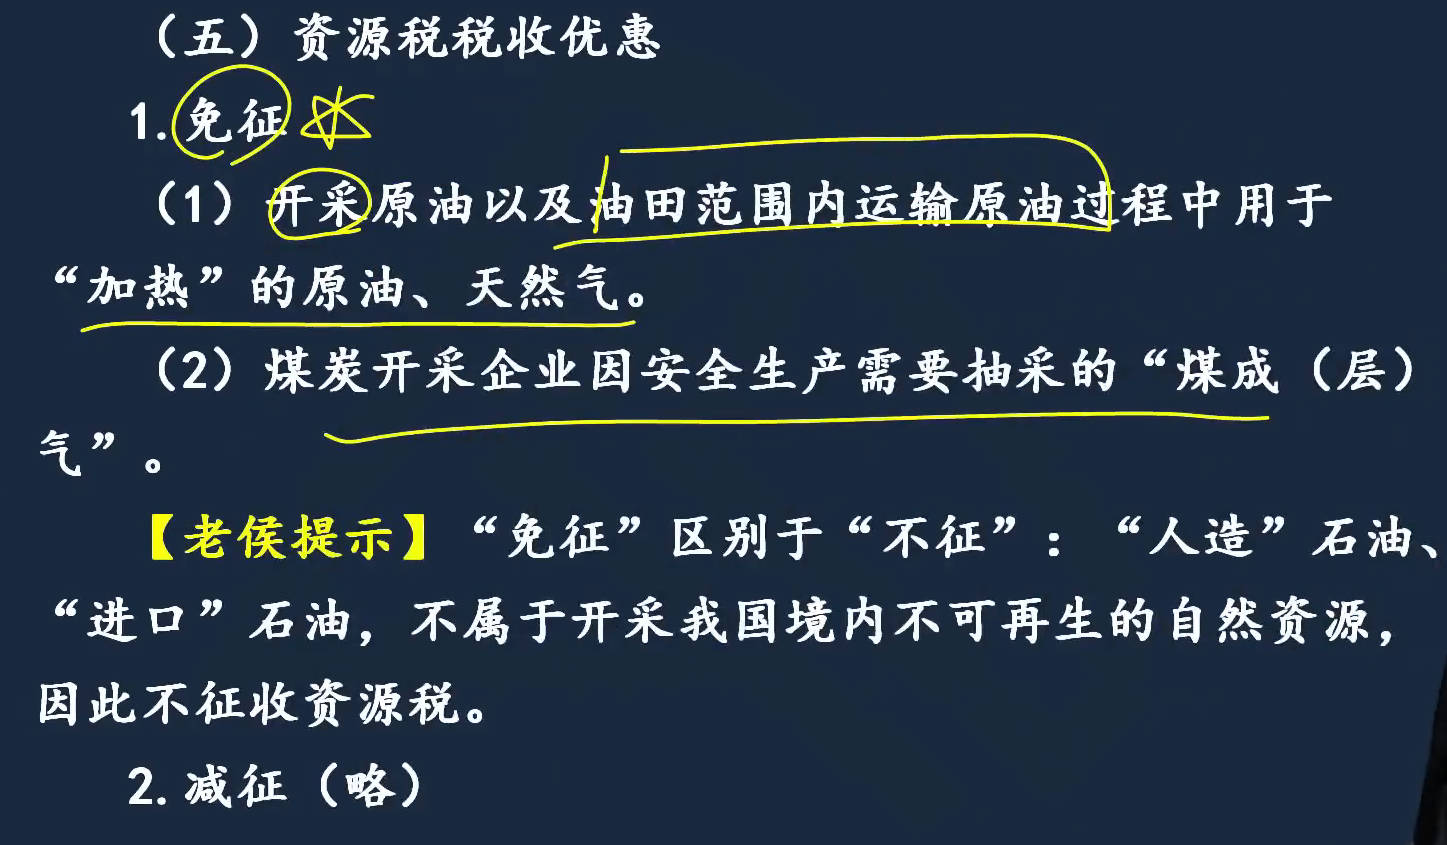 （五）资源税税收优惠
1.免征
（1）开采原油以及油田范围内运输原油过程中用于
“加热”的原油、天然气。
（2）煤炭开采企业因安全生产需要抽采的“煤成（层）
气”。
【老侯提示】“免征”区别于“不征”：“人造”石油、
“进口”石油，不属于开采我国境内不可再生的自然资源，
因此不征收资源税。
2.减征（略）